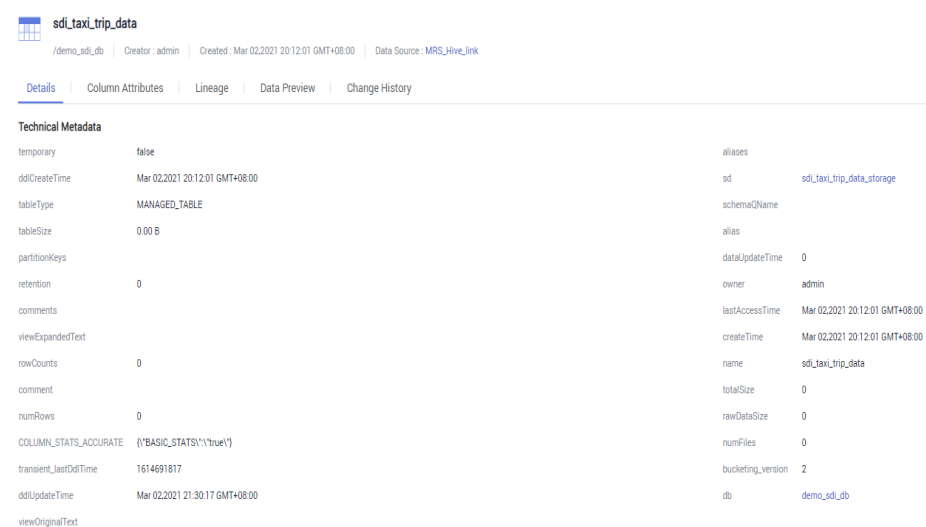 sdi_taxi_trip_data
/demo_sdi_db Creator : admin Created : Mar 02,2021 20:12:01 GMT+08:00 Data Source : MRS_Hive_link
Details Column Attributes Lineage Data Preview Change History
Technical Metadata
temporary false aliases
ddlCreateTime Mar 02,2021 20:12:01 GMT+08:00 sd sdi_taxi_trip_data_storage
tableType MANAGED_TABLE schemaQName
tableSize 0.00 B alias
partitionKeys dataUpdateTime 0
retention 0 owner admin
comments lastAccessTime Mar 02,2021 20:12:01 GMT+08:00
viewExpandedText createTime Mar 02,2021 20:12:01 GMT+08:00
rowCounts 0 name sdi_taxi_trip_data
comment totalSize 0
numRows 0 rawDataSize 0
COLUMN_STATS_ACCURATE {\"BASIC_STATS\":\"true\"} numFiles 0
transient_lastDdlTime 1614691817 bucketing_version 2
ddlUpdateTime Mar 02,2021 21:30:17 GMT+08:00 db demo_sdi_db
viewOriginalText